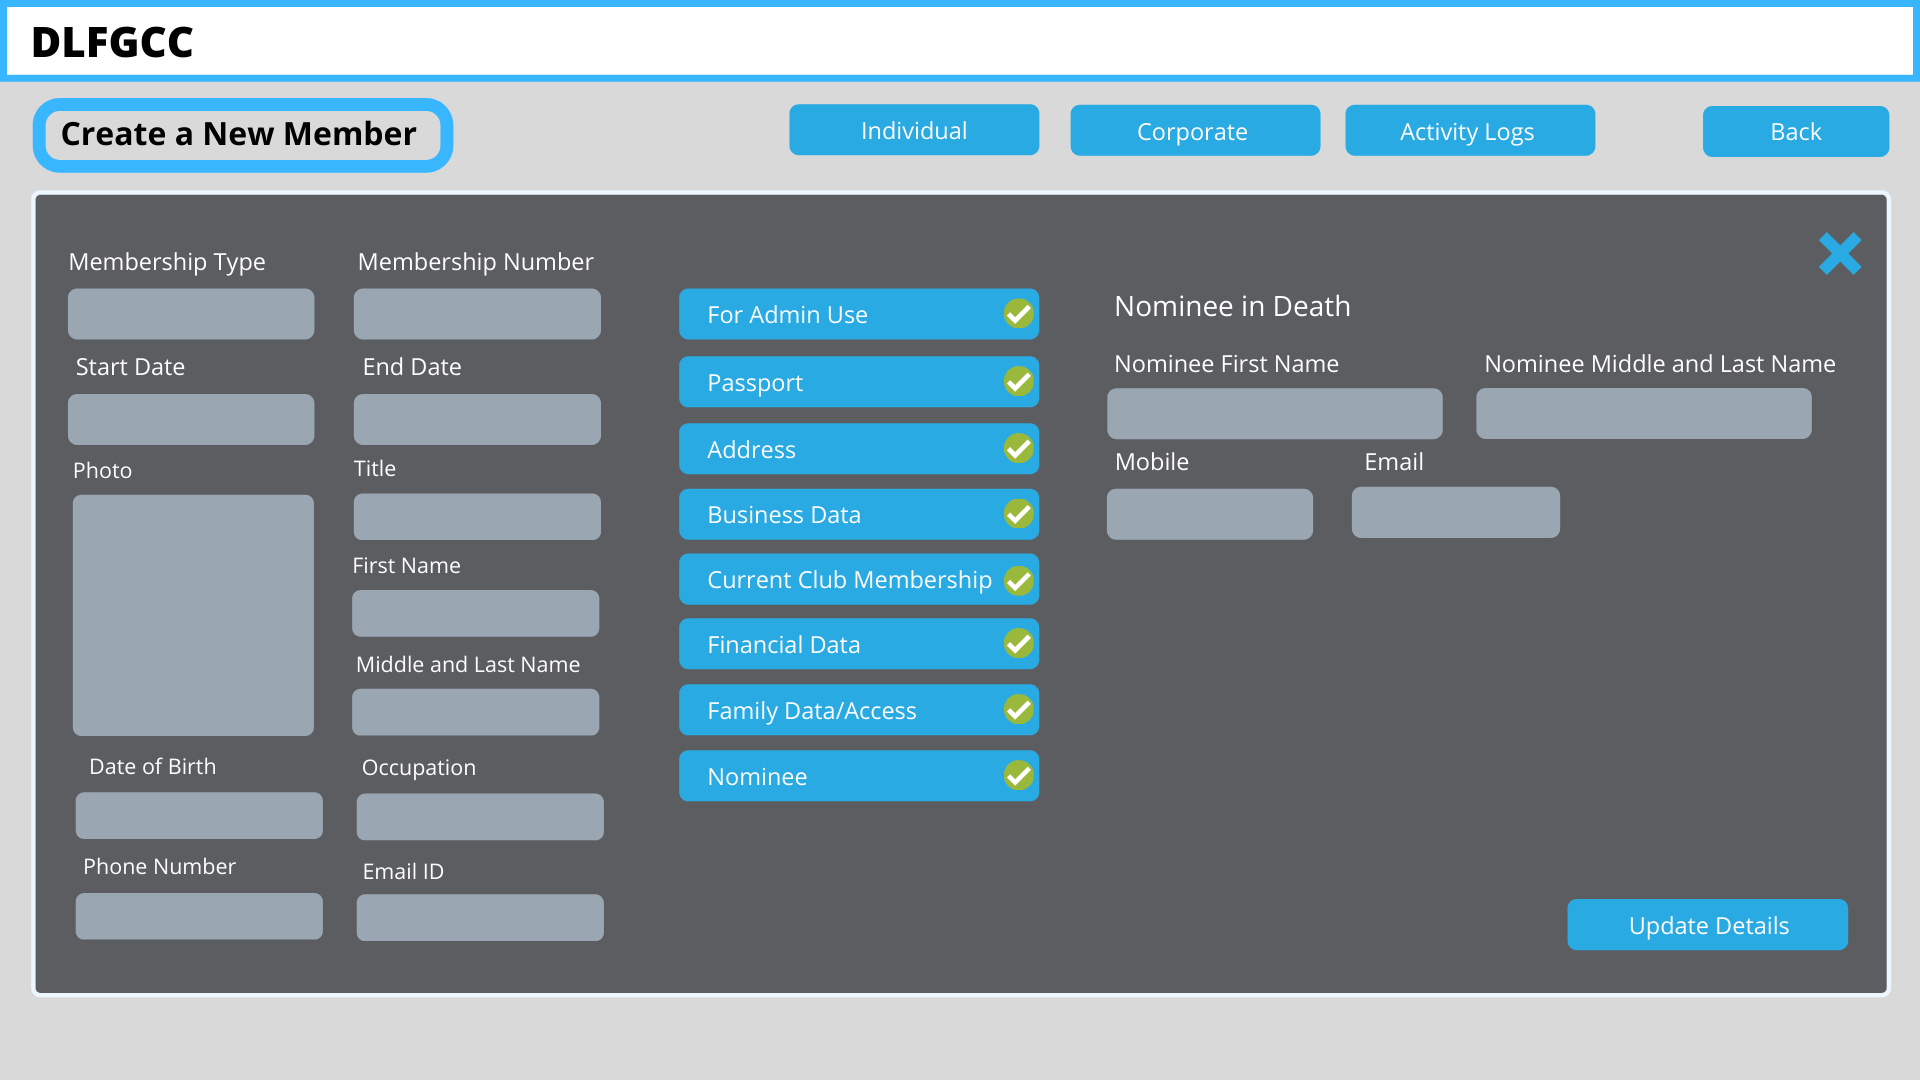 DLFGCC
Create a New Member
Individual
Corporate
Activity Logs
Back
Membership Type
Membership Number
Start Date
End Date
Photo
Title
First Name
Middle and Last Name
Date of Birth
Occupation
Phone Number
Email ID
For Admin Use
Passport
Address
Business Data
Current Club Membership
Financial Data
Family Data/Access
Nominee
Nominee in Death
Nominee First Name
Nominee Middle and Last Name
Mobile
Email
Update Details